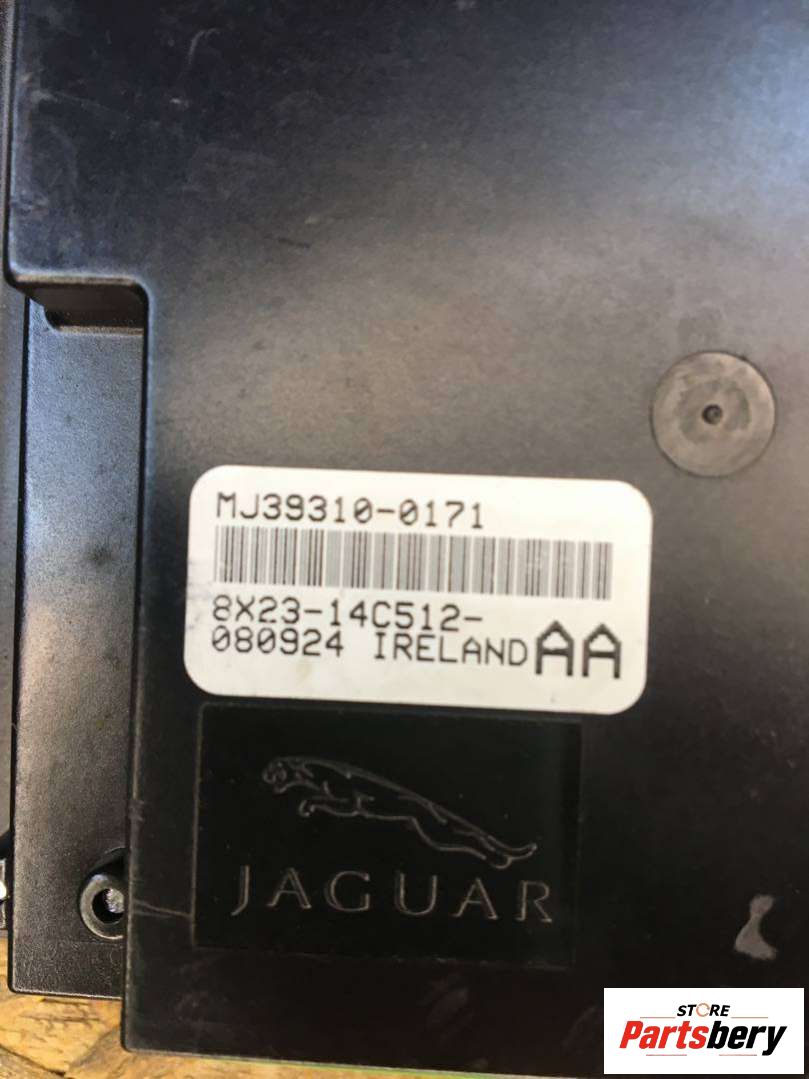 MJ39310-0171
8X23-14C512-
080924 IRELAND AA
JAGUAR
STORE
Partsbery